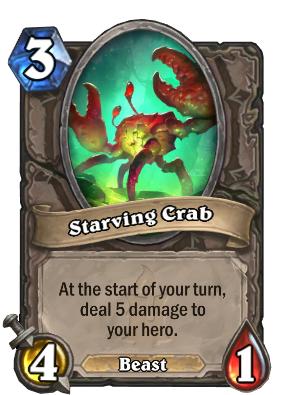 3
Starving Crab
At the start of your turn,
deal 5 damage to
your hero.
4
Beast
1